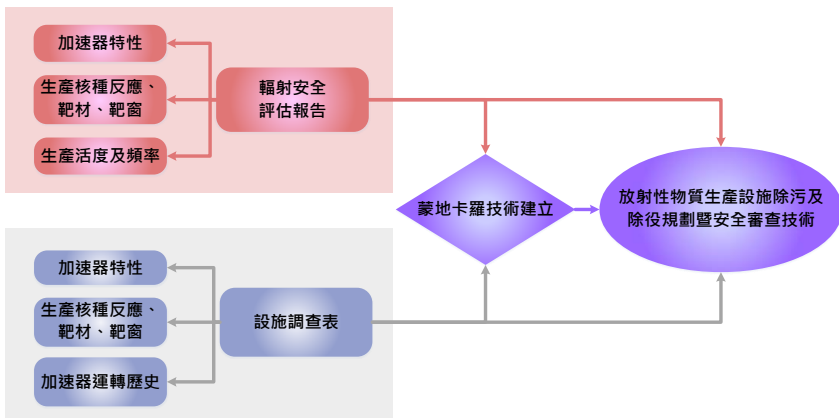 加速器特性
生產核種反應、
靶材、靶窗
生產活度及頻率
輻射安全
評估報告
蒙地卡羅技術建立
放射性物質生產設施除污及
除役規劃暨安全審查技術
加速器特性
生產核種反應、
靶材、靶窗
加速器運轉歷史
設施調查表